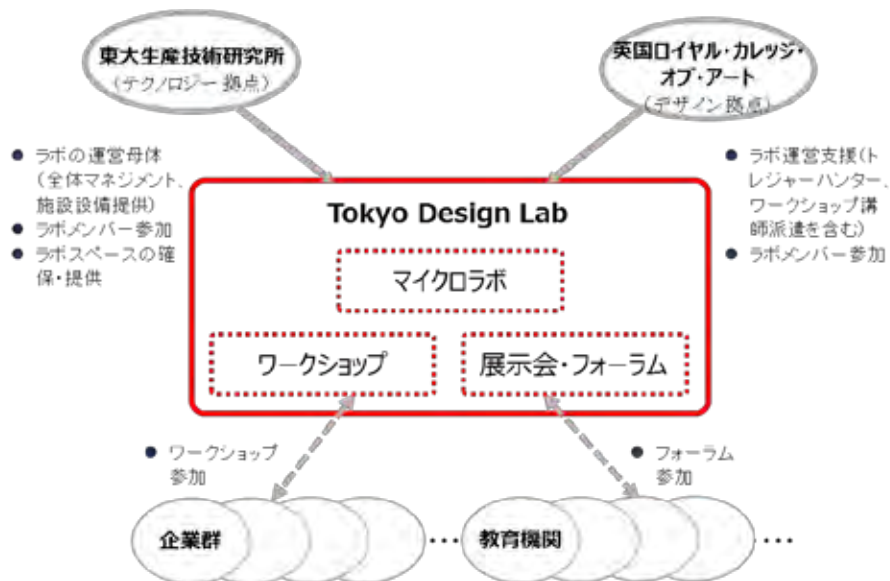 東大生産技術研究所
(テクノロジー拠点)
英国ロイヤル・カレッジ・
オブ・アート
(デザイン拠点)
● ラボの運営母体
(全体マネジメント、
施設設備提供)
● ラボメンバー参加
● ラボスペースの確
保・提供
● ラボ運営支援(ト
レジャーハンター、
ワークショップ講
師派遣を含む)
● ラボメンバー参加
Tokyo Design Lab
マイクロラボ
ワークショップ
展示会・フォーラム
● ワークショップ
参加
● フォーラム
参加
企業群
・・・
教育機関
・・・・